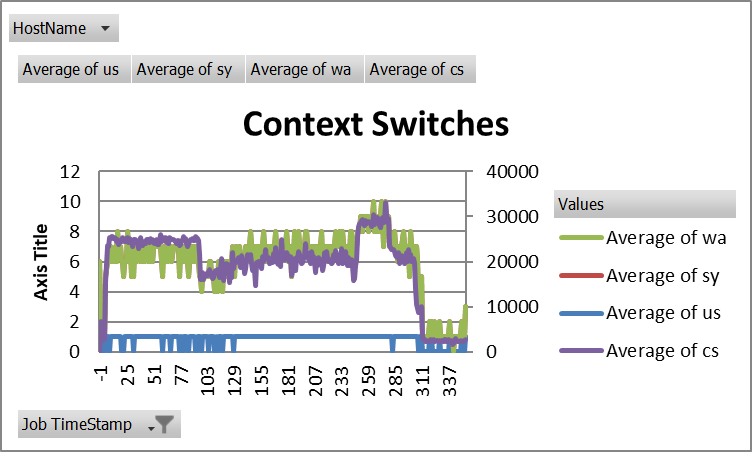 HostName
Average of us Average of sy Average of wa Average of cs
Context Switches
Axis Title
12
10
8
6
4
2
0
40000
30000
20000
10000
0
-1 25 51 77 103 129 155 181 207 233 259 285 311 337
Values
Average of wa
Average of sy
Average of us
Average of cs
Job TimeStamp